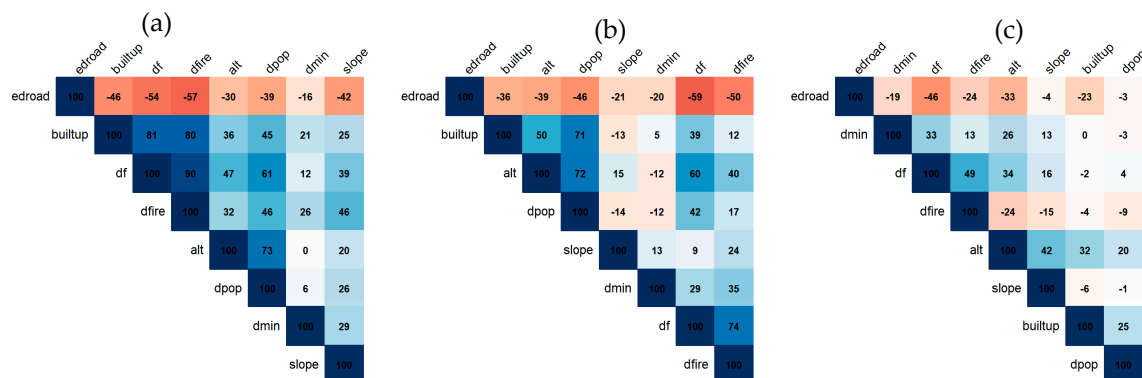 (a)
edroad builtup df dfire alt dpop dmin slope
edroad 100 -46 -54 -57 -30 -39 -16 -42
builtup 100 81 80 36 45 21 25
df 100 90 47 61 12 39
dfire 100 32 46 26 46
alt 100 73 0 20
dpop 100 6 26
dmin 100 29
slope 100
(b)
edroad builtup alt dpop slope dmin df dfire
edroad 100 -36 -39 -46 -21 -20 -59 -50
builtup 100 50 71 -13 5 39 12
alt 100 72 15 -12 60 40
dpop 100 -14 -12 42 17
slope 100 13 9 24
dmin 100 29 35
df 100 74
dfire 100
(c)
edroad dmin df dfire alt slope builtup dpop
edroad 100 -19 -46 -24 -33 -4 -23 -3
dmin 100 33 13 26 13 0 -3
df 100 49 34 16 -2 4
dfire 100 -24 -15 -4 -9
alt 100 42 32 20
slope 100 -6 -1
builtup 100 25
dpop 100